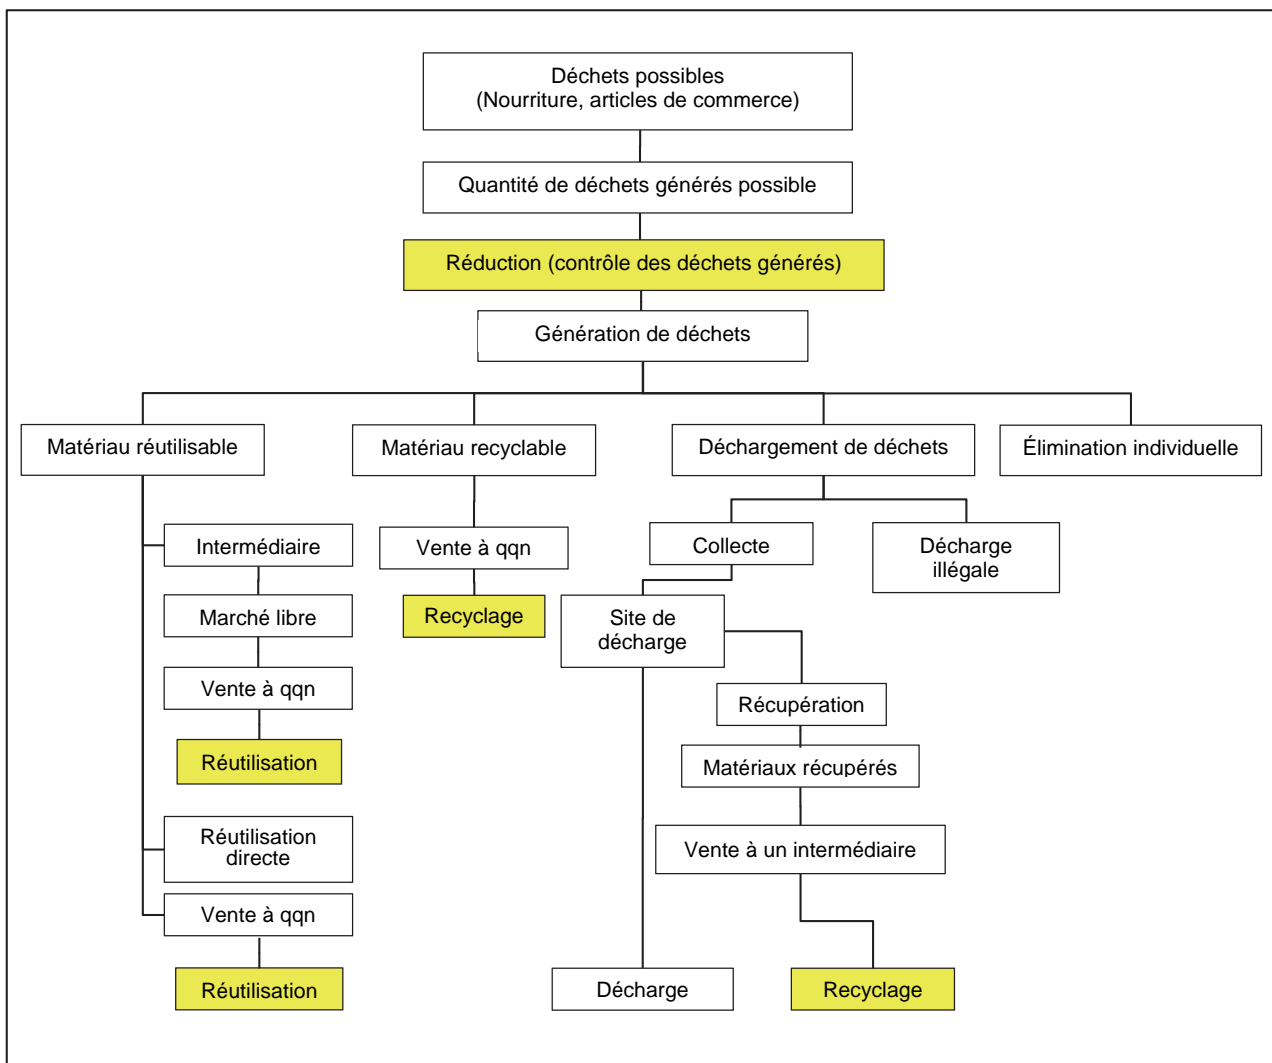 Déchets possibles
(Nourriture, articles de commerce)
Quantité de déchets générés possible
Réduction (contrôle des déchets générés)
Génération de déchets
Matériau réutilisable
Matériau recyclable
Déchargement de déchets
Élimination individuelle
Intermédiaire
Vente à qqn
Collecte
Décharge
illégale
Marché libre
Recyclage
Site de
décharge
Vente à qqn
Récupération
Réutilisation
Matériaux récupérés
Réutilisation
directe
Vente à un intermédiaire
Vente à qqn
Réutilisation
Décharge
Recyclage